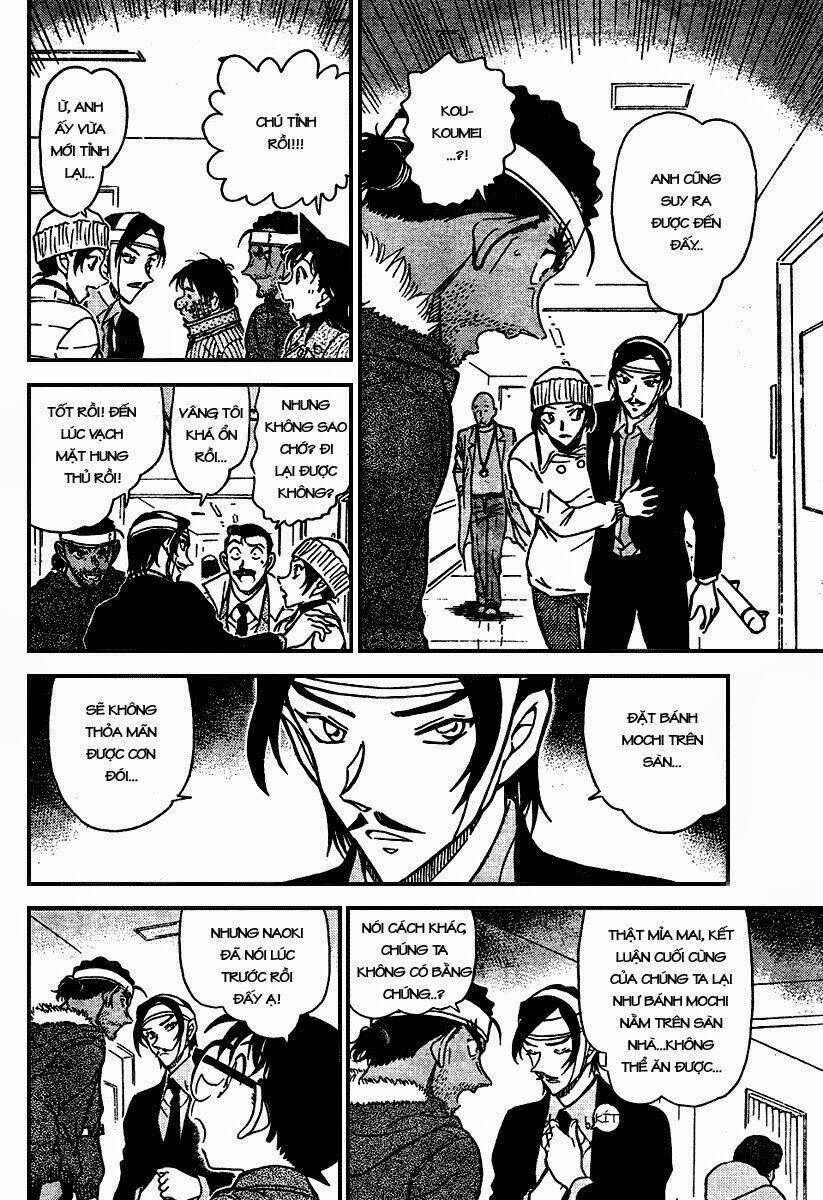 ANH CŨNG
SUY RA
ĐƯỢC ĐẾN
ĐẤY...
KOU-
KOUMEI
...?!
CHÚ TỈNH
RỒI!!!
Ừ, ANH
ẤY VỪA
MỚI TỈNH
LẠI...
NHƯNG
KHÔNG SAO
CHỚ? ĐI
LẠI ĐƯỢC
KHÔNG?
VÂNG TÔI
KHÁ ỔN
RỒI...
TỐT RỒI! ĐẾN
LÚC VẠCH
MẶT HUNG
THỦ RỒI!
ĐẶT BÁNH
MOCHI TRÊN
SÀN...
SẼ KHÔNG
THỎA MÃN
ĐƯỢC CƠN
ĐÓI...
THẬT MỈA MAI, KẾT
LUẬN CUỐI CÙNG
CỦA CHÚNG TA LẠI
NHƯ BÁNH MOCHI
NẰM TRÊN SÀN
NHÀ...KHÔNG
THỂ ĂN ĐƯỢC...
NÓI CÁCH KHÁC,
CHÚNG TA
KHÔNG CÓ BẰNG
CHỨNG..?
NHƯNG NAOKI
ĐÃ NÓI LÚC
TRƯỚC RỒI
ĐẤY Ạ!